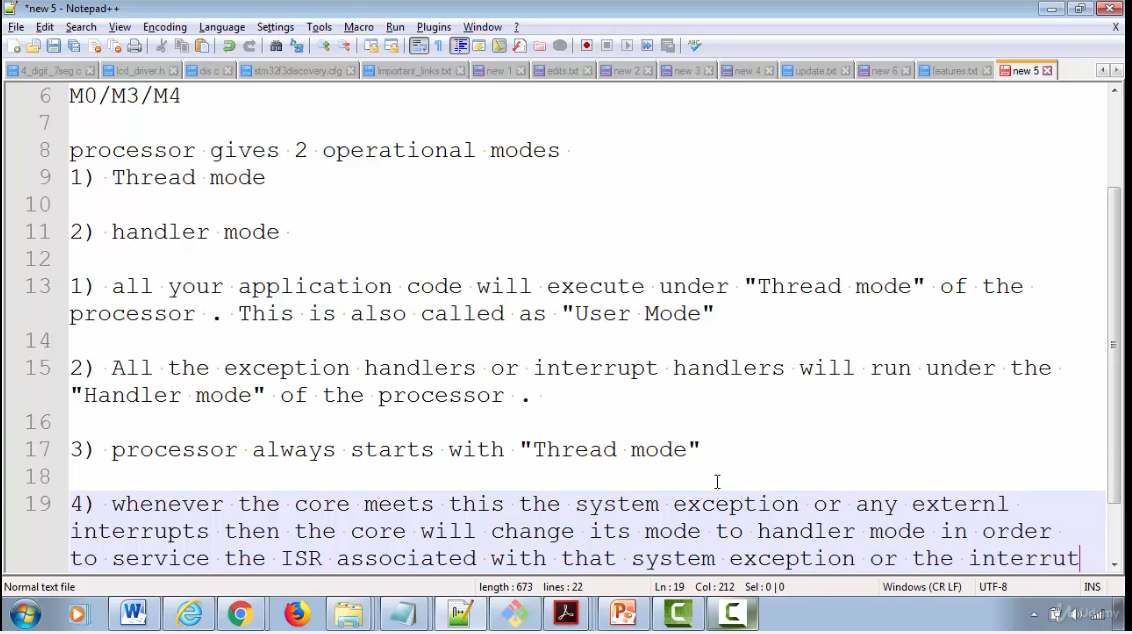 *new 5 - Notepad++
File Edit Search View Encoding Language Settings Tools Macro Run Plugins Window ? X
4_digit_7seg.c lcd_driver.h ds.c stm32f3discovery.cfg Important_links.txt new 1 edits.txt new 2 new 3 new 4 update.txt new 6 features.txt new 5
6 M0/M3/M4
7
8 processor gives 2 operational modes
9 1) Thread mode
10
11 2) handler mode
12
13 1) all your application code will execute under "Thread mode" of the
processor . This is also called as "User Mode"
14
15 2) All the exception handlers or interrupt handlers will run under the
"Handler mode" of the processor .
16
17 3) processor always starts with "Thread mode"
18
19 4) whenever the core meets this the system exception or any externl
interrupts then the core will change its mode to handler mode in order
to service the ISR associated with that system exception or the interrut
Normal text file length : 673 lines : 22 Ln : 19 Col : 212 Sel : 0 | 0 Windows (CR LF) UTF-8 INS